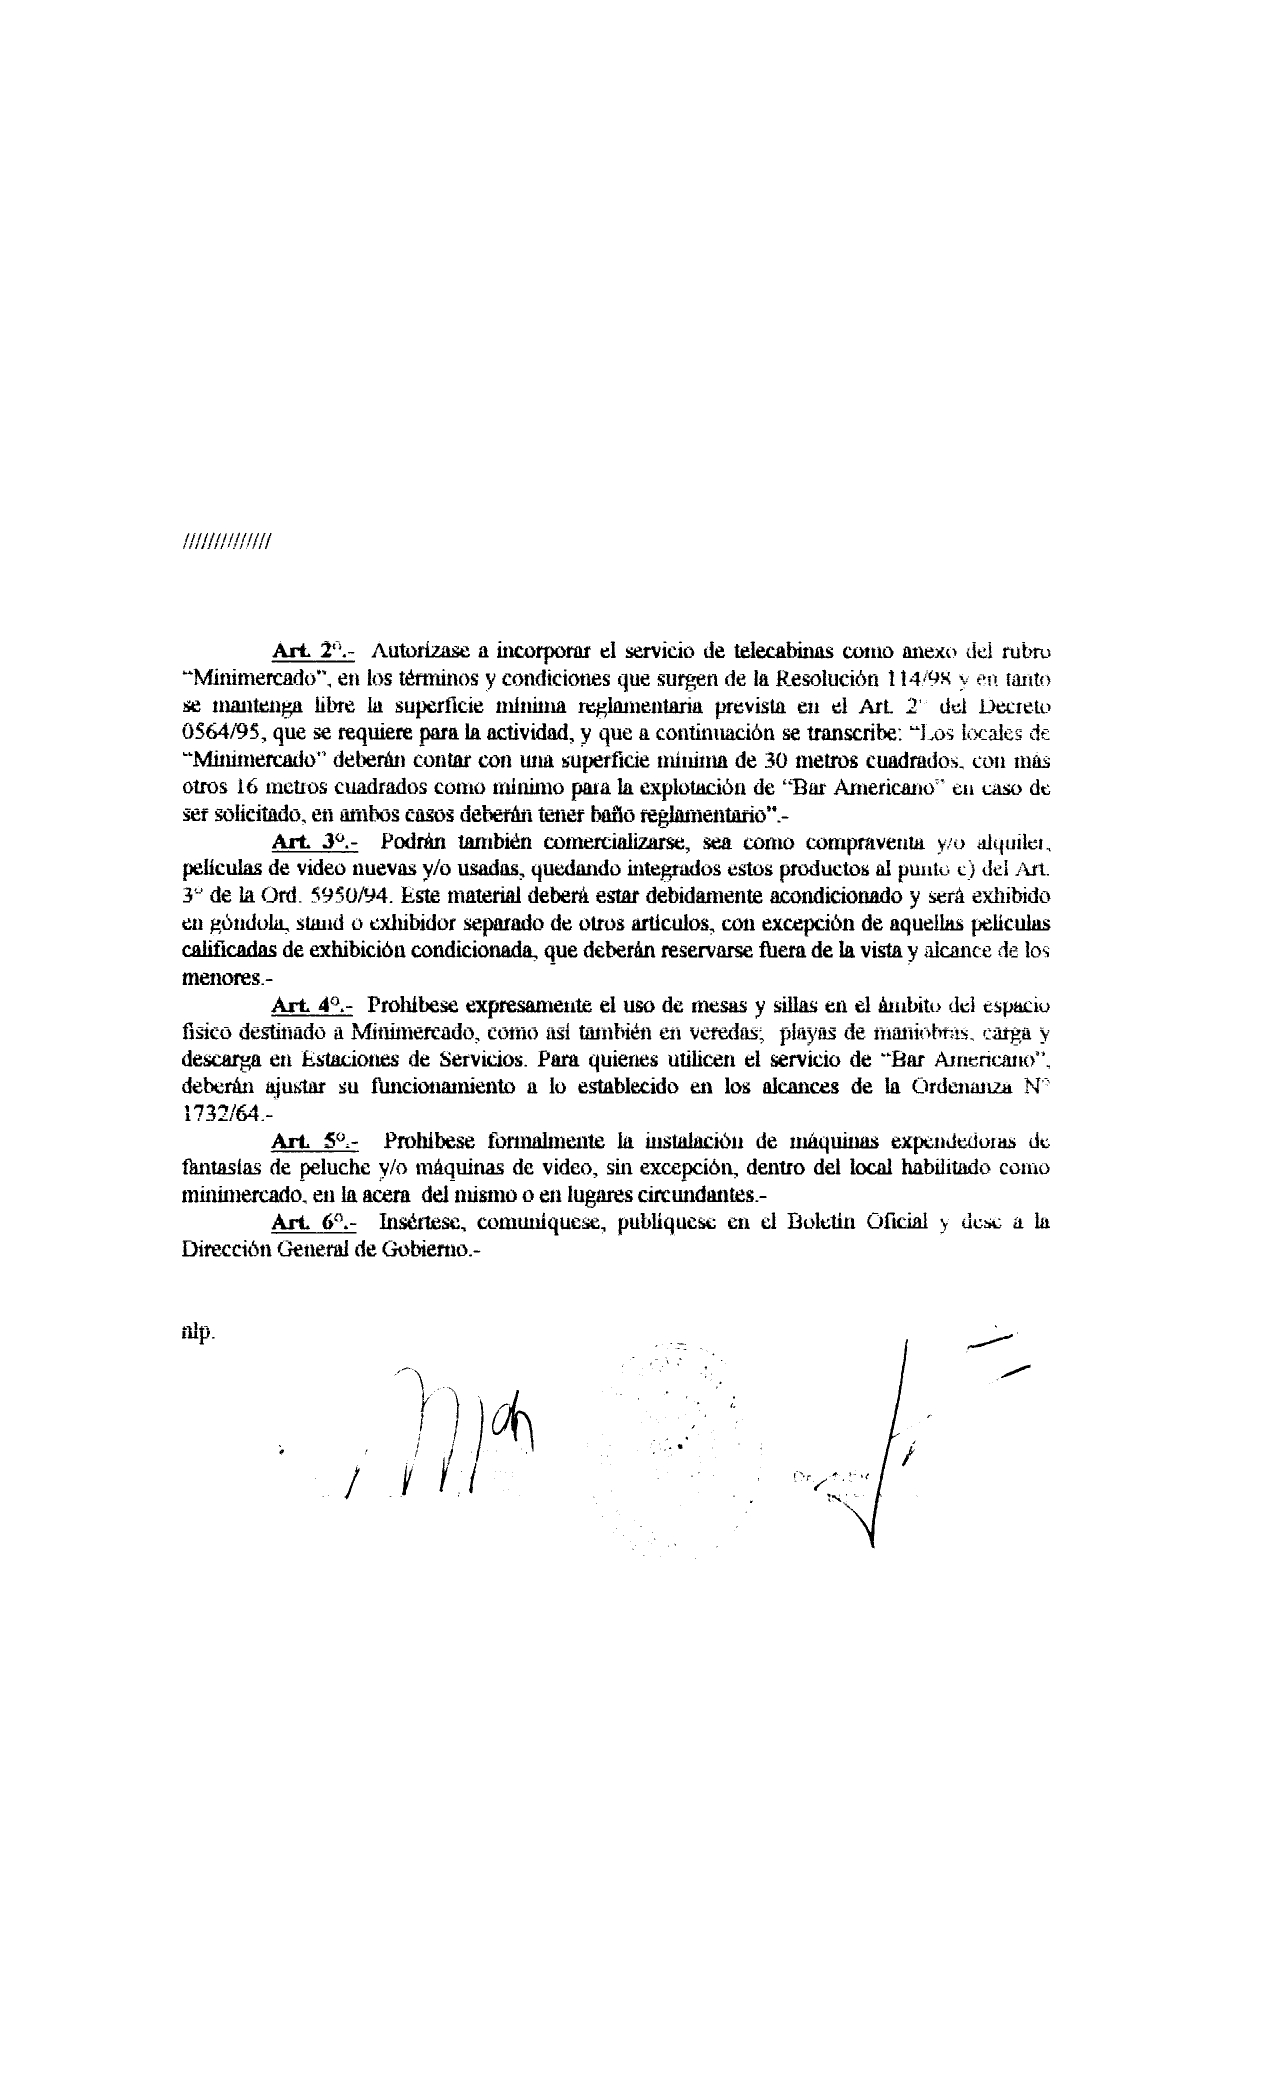 //////////////
Art. 2º.- Autorízase a incorporar el servicio de telecabinas como anexo del rubro
“Minimercado”, en los términos y condiciones que surgen de la Resolución 114/98 y en tanto
se mantenga libre la superficie mínima reglamentaria prevista en el Art. 2º del Decreto
0564/95, que se requiere para la actividad, y que a continuación se transcribe: “Los locales de
“Minimercado” deberán contar con una superficie mínima de 30 metros cuadrados, con más
otros 16 metros cuadrados como mínimo para la explotación de “Bar Americano” en caso de
ser solicitado, en ambos casos deberán tener baño reglamentario”.-
Art. 3º.- Podrán también comercializarse, sea como compraventa y/o alquiler,
películas de video nuevas y/o usadas, quedando integrados estos productos al punto c) del Art.
3º de la Ord. 5950/94. Este material deberá estar debidamente acondicionado y será exhibido
en góndola, stand o exhibidor separado de otros artículos, con excepción de aquellas películas
calificadas de exhibición condicionada, que deberán reservarse fuera de la vista y alcance de los
menores.-
Art. 4º.- Prohíbese expresamente el uso de mesas y sillas en el ámbito del espacio
físico destinado a Minimercado, como así también en veredas; playas de maniobras, carga y
descarga en Estaciones de Servicios. Para quienes utilicen el servicio de “Bar Americano”,
deberán ajustar su funcionamiento a lo establecido en los alcances de la Ordenanza Nº
1732/64.-
Art. 5º.- Prohíbese formalmente la instalación de máquinas expendedoras de
fantasías de peluche y/o máquinas de video, sin excepción, dentro del local habilitado como
minimercado, en la acera del mismo o en lugares circundantes.-
Art. 6º.- Insértese, comuníquese, publíquese en el Boletín Oficial y dese a la
Dirección General de Gobierno.-
nlp.